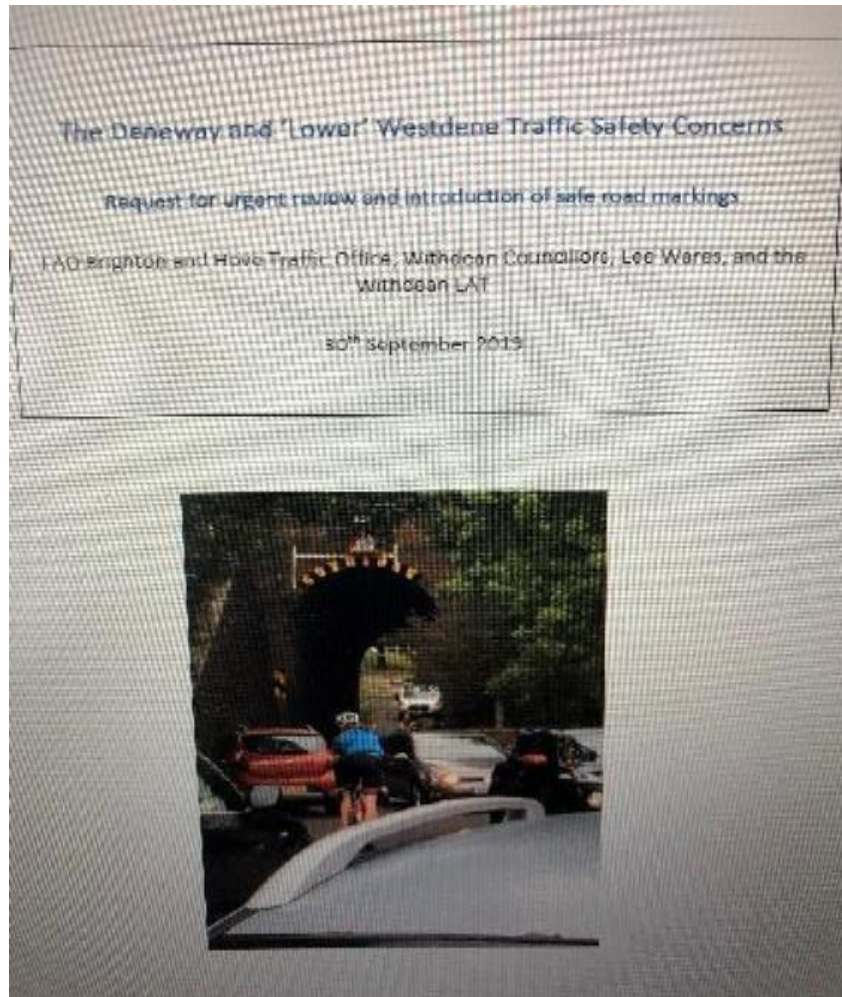 The Deneway and 'Lower' Westdene Traffic Safety Concerns
Request for urgent review and introduction of safe road markings
FAO Brighton and Hove Traffic Office, Withdean Councillors, Lee Wares, and the
Withdean LAT
30th September 2019